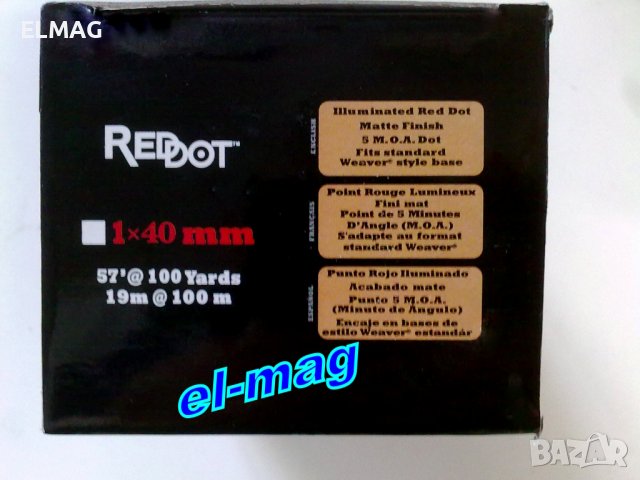 ELMAG
REDDOT™
1×40 mm
57'@100 Yards
19m@100 m
ENGLISH
Illuminated Red Dot
Matte Finish
5 M.O.A. Dot
Fits standard
Weaver® style base
FRANÇAIS
Point Rouge Lumineux
Fini mat
Point de 5 Minutes
D'Angle (M.O.A.)
S'adapte au format
standard Weaver®
ESPAÑOL
Punto Rojo Iluminado
Acabado mate
Punto 5 M.O.A.
(Minuto de Ángulo)
Encaje en bases de
estilo Weaver® estandár
el-mag
BAZAR